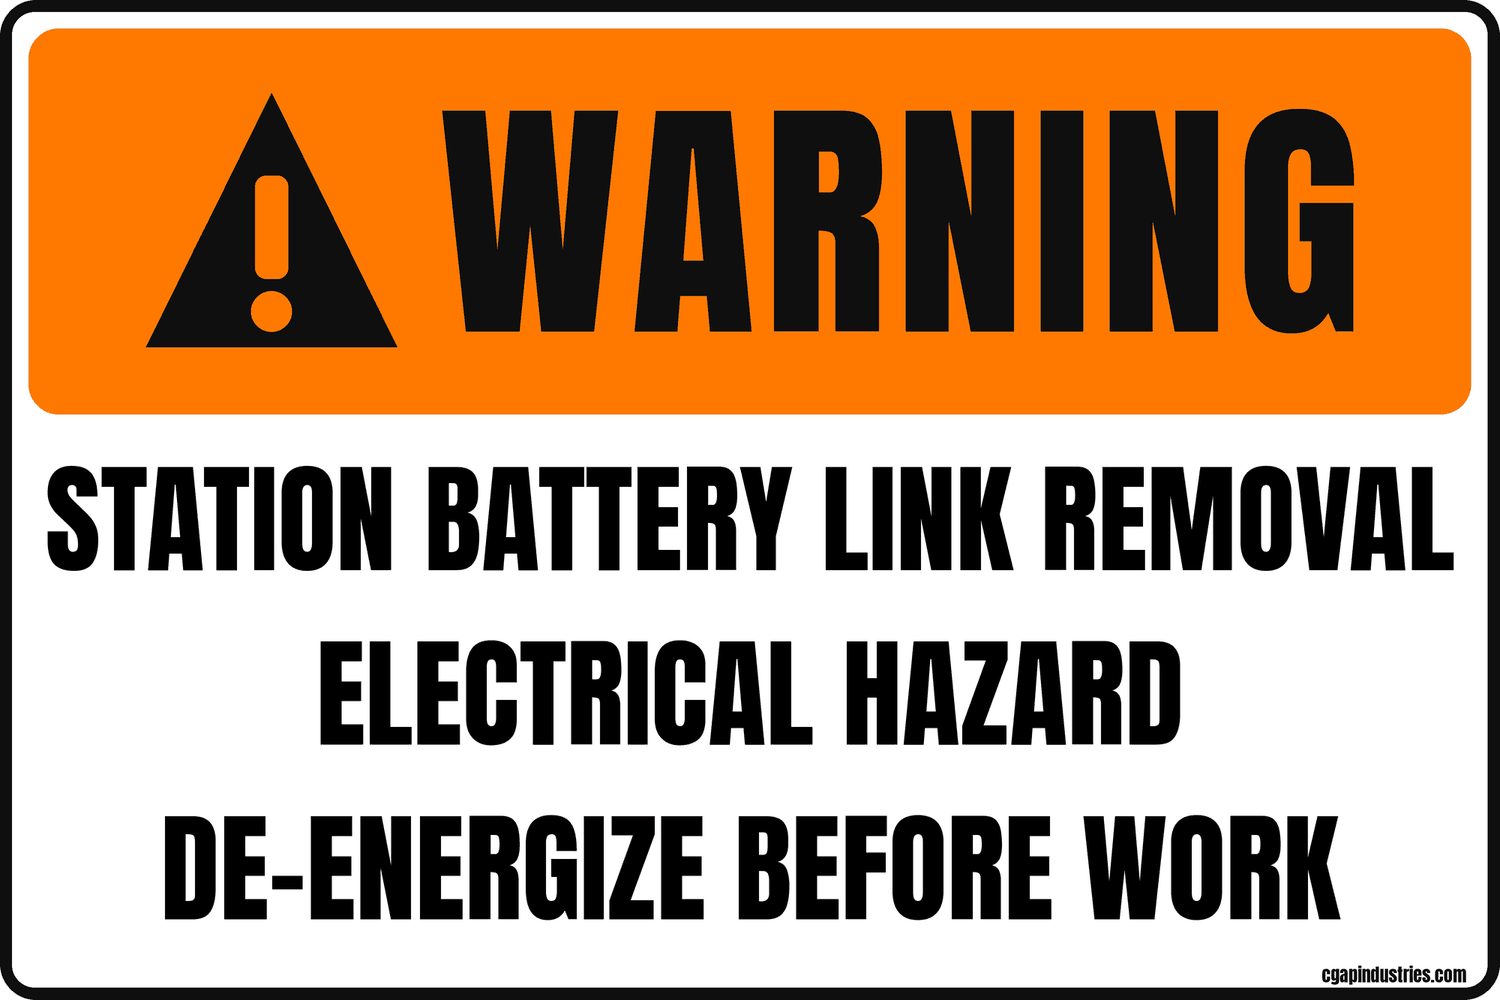 WARNING
STATION BATTERY LINK REMOVAL
ELECTRICAL HAZARD
DE-ENERGIZE BEFORE WORK
cgapindustries.com